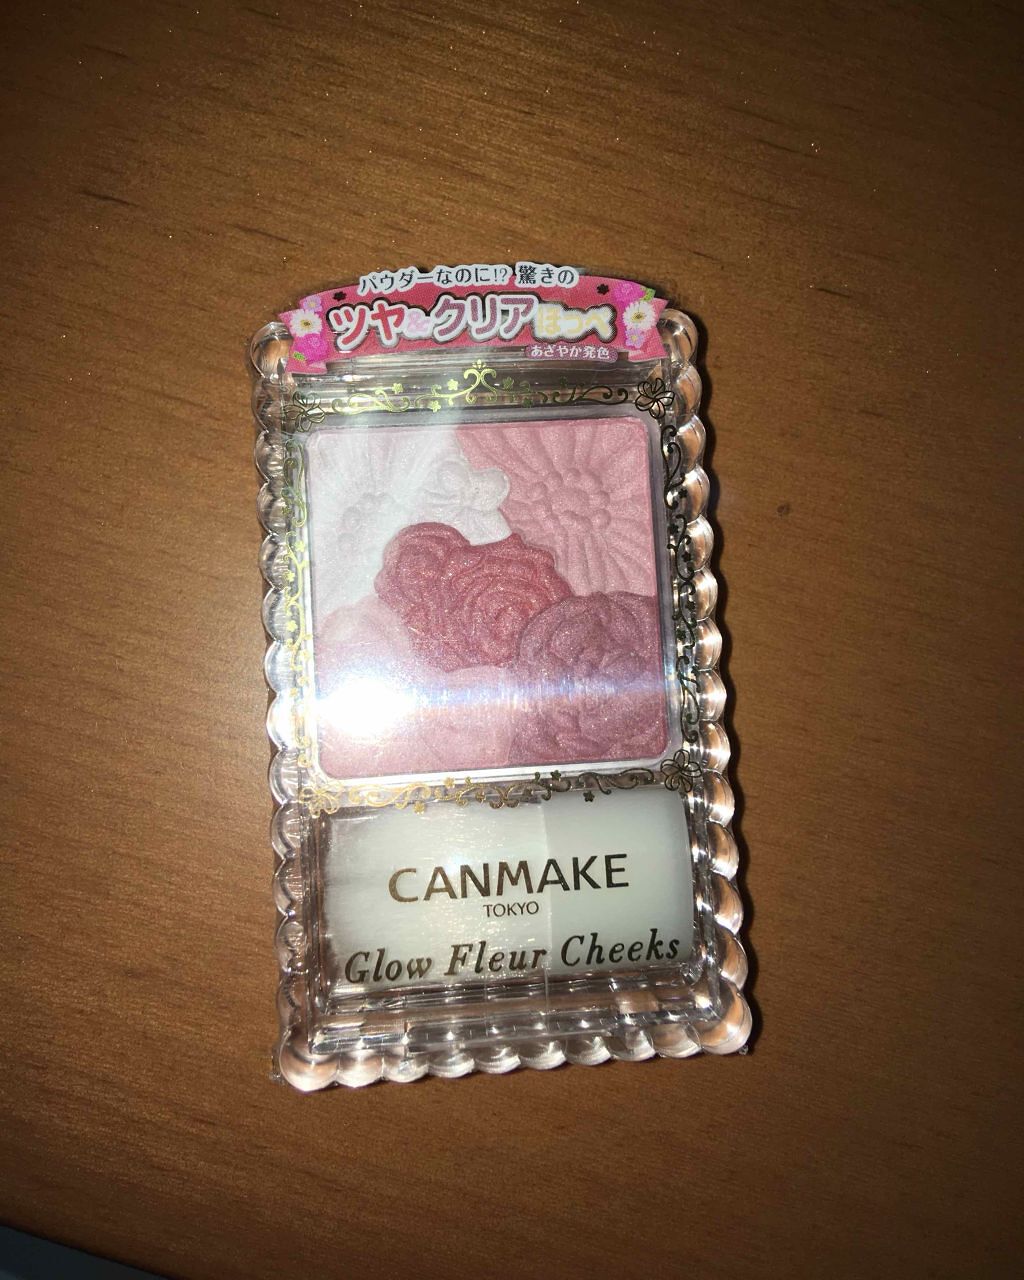 パウダーなのに!? 驚きの
ツヤ&クリアほっぺ
あざやか発色
CANMAKE
TOKYO
Glow Fleur Cheeks